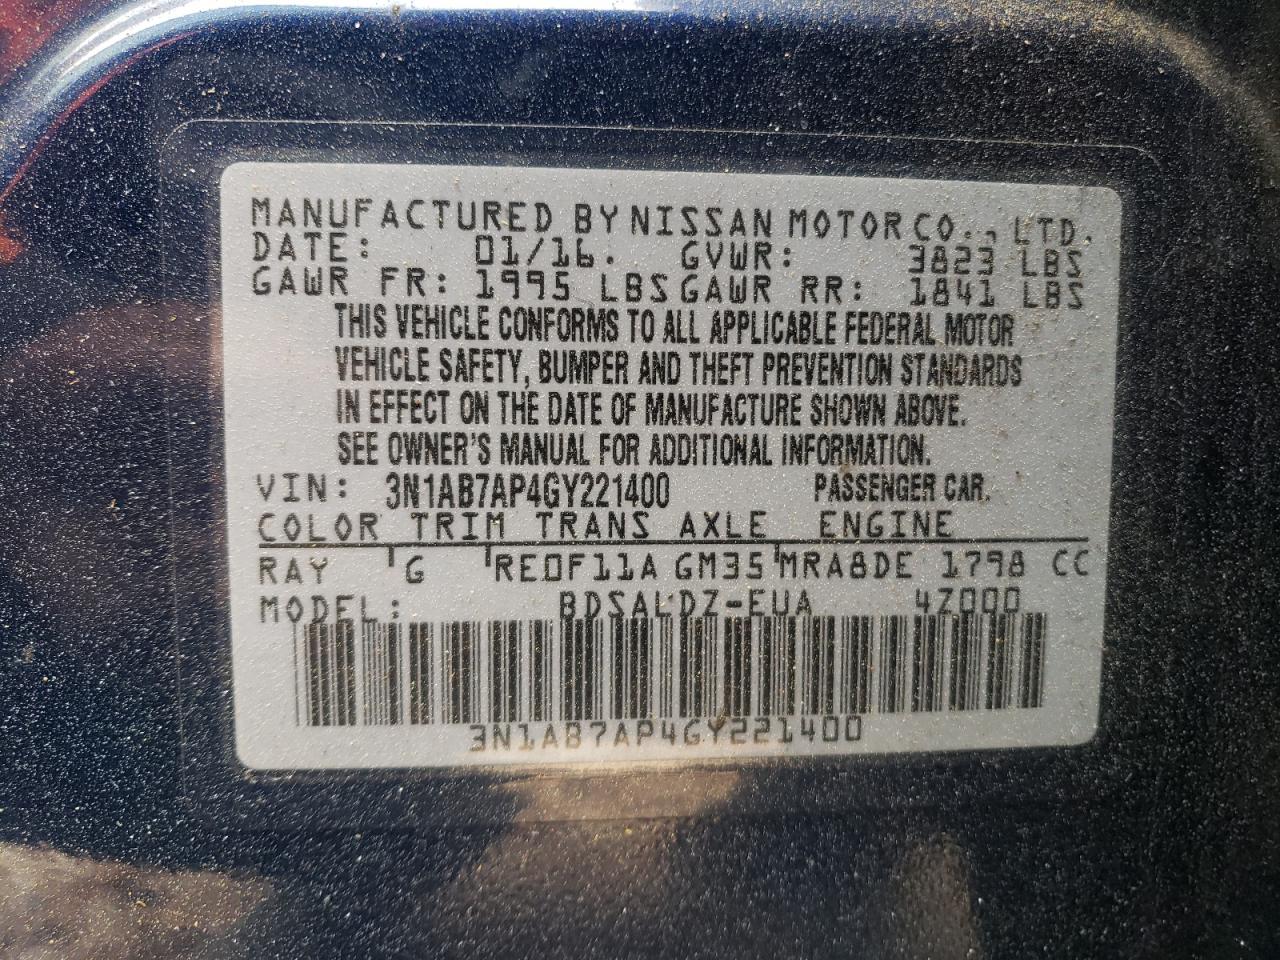 MANUFACTURED BY NISSAN MOTOR CO., LTD.
DATE: 01/16. GVWR: 3823 LBS
GAWR FR: 1995 LBS GAWR RR: 1841 LBS
THIS VEHICLE CONFORMS TO ALL APPLICABLE FEDERAL MOTOR
VEHICLE SAFETY, BUMPER AND THEFT PREVENTION STANDARDS
IN EFFECT ON THE DATE OF MANUFACTURE SHOWN ABOVE.
SEE OWNER'S MANUAL FOR ADDITIONAL INFORMATION.
VIN: 3N1AB7AP4GY221400 PASSENGER CAR.
COLOR TRIM TRANS AXLE ENGINE
RAY G RE0F11A GM35 MRA8DE 1798 CC
MODEL: BDSALDZ-EUA 4Z000
3N1AB7AP4GY221400